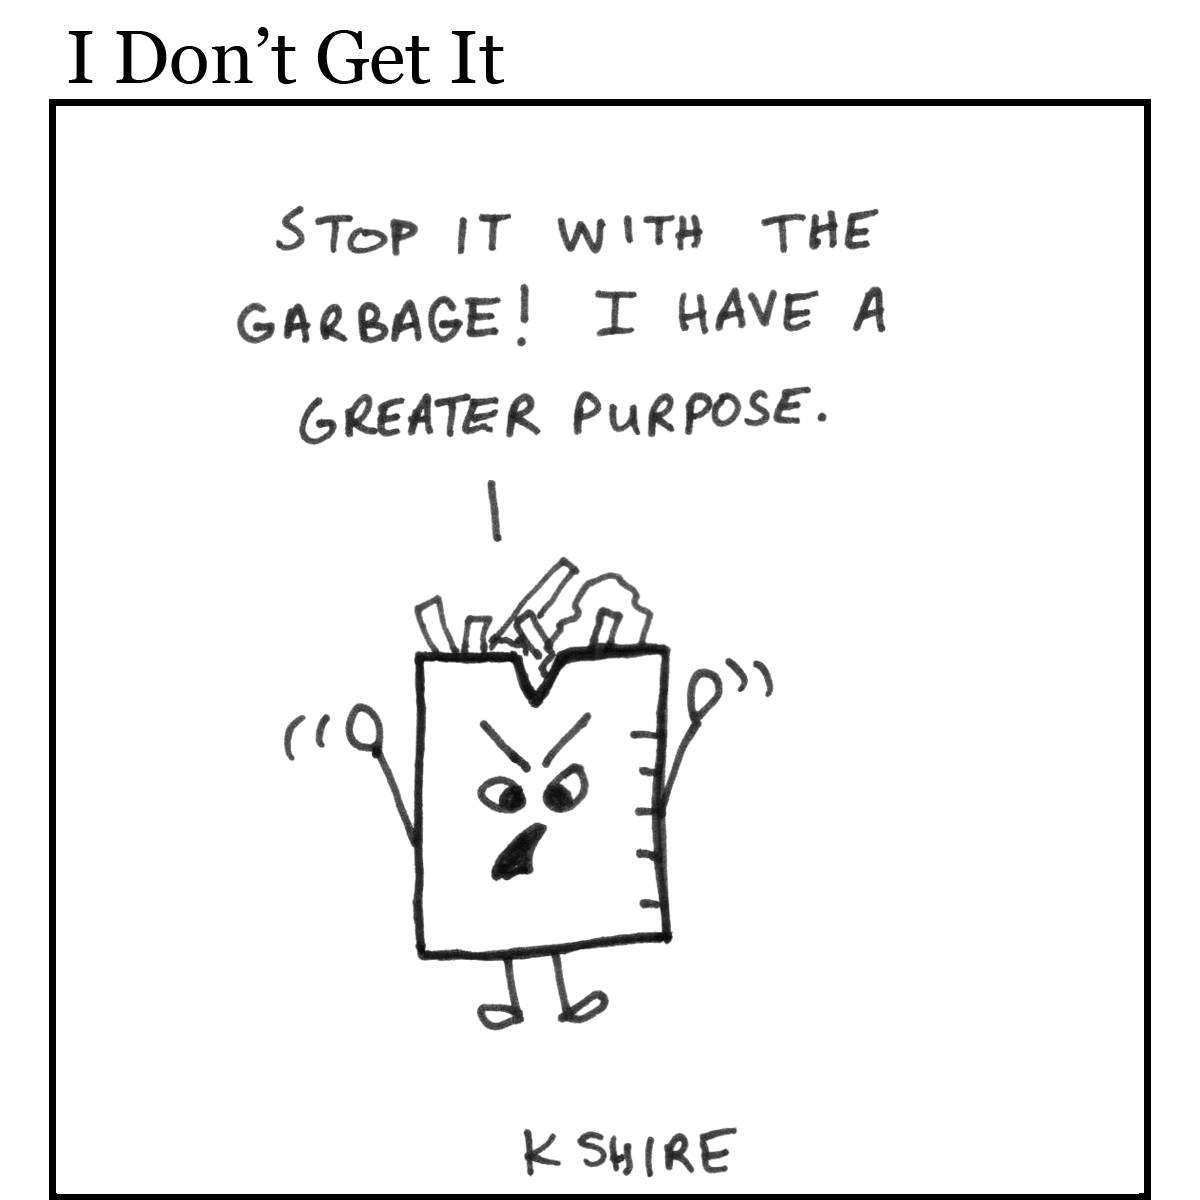 I Don’t Get It
STOP IT WITH THE
GARBAGE! I HAVE A
GREATER PURPOSE.
K SHIRE